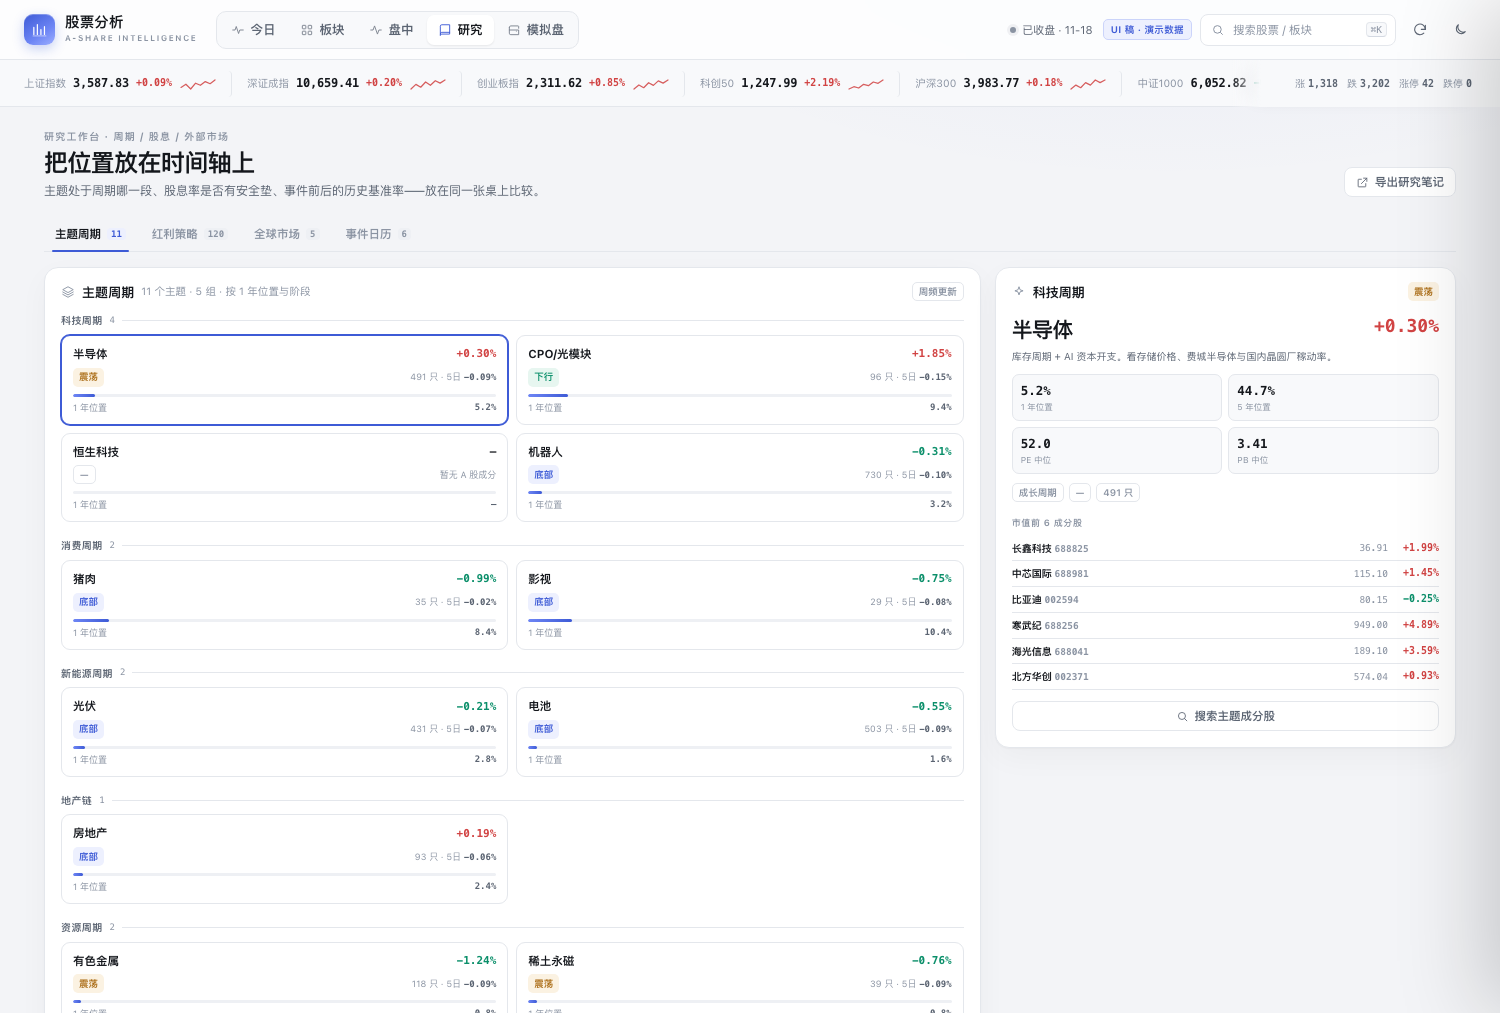 股票分析
A-SHARE INTELLIGENCE
今日
板块
盘中
研究
模拟盘
已收盘 · 11-18
UI 稿 · 演示数据
搜索股票 / 板块
⌘K
上证指数 3,587.83 +0.09%
深证成指 10,659.41 +0.20%
创业板指 2,311.62 +0.85%
科创50 1,247.99 +2.19%
沪深300 3,983.77 +0.18%
中证1000 6,052.82
涨 1,318 跌 3,202 涨停 42 跌停 0
研究工作台 · 周期 / 股息 / 外部市场
把位置放在时间轴上
主题处于周期哪一段、股息率是否有安全垫、事件前后的历史基准率——放在同一张桌上比较。
导出研究笔记
主题周期 11
红利策略 120
全球市场 5
事件日历 6
主题周期 11 个主题 · 5 组 · 按 1 年位置与阶段
周頻更新
科技周期 4
半导体 +0.30%
震荡 491 只 · 5日 −0.09%
1 年位置 5.2%
CPO/光模块 +1.85%
下行 96 只 · 5日 −0.15%
1 年位置 9.4%
恒生科技 —
— 暂无 A 股成分
1 年位置 —
机器人 −0.31%
底部 730 只 · 5日 −0.10%
1 年位置 3.2%
消费周期 2
猪肉 −0.99%
底部 35 只 · 5日 −0.02%
1 年位置 8.4%
影视 −0.75%
底部 29 只 · 5日 −0.08%
1 年位置 10.4%
新能源周期 2
光伏 −0.21%
底部 431 只 · 5日 −0.07%
1 年位置 2.8%
电池 −0.55%
底部 503 只 · 5日 −0.09%
1 年位置 1.6%
地产链 1
房地产 +0.19%
底部 93 只 · 5日 −0.06%
1 年位置 2.4%
资源周期 2
有色金属 −1.24%
震荡 118 只 · 5日 −0.09%
1 年位置 0.8%
稀土永磁 −0.76%
震荡 39 只 · 5日 −0.09%
1 年位置 0.8%
科技周期
震荡
半导体 +0.30%
库存周期 + AI 资本开支。看存储价格、费城半导体与国内晶圆厂稼动率。
5.2%
1 年位置
44.7%
5 年位置
52.0
PE 中位
3.41
PB 中位
成长周期 — 491 只
市值前 6 成分股
长鑫科技 688825 36.91 +1.99%
中芯国际 688981 115.10 +1.45%
比亚迪 002594 80.15 −0.25%
寒武纪 688256 949.00 +4.89%
海光信息 688041 189.10 +3.59%
北方华创 002371 574.04 +0.93%
搜索主题成分股